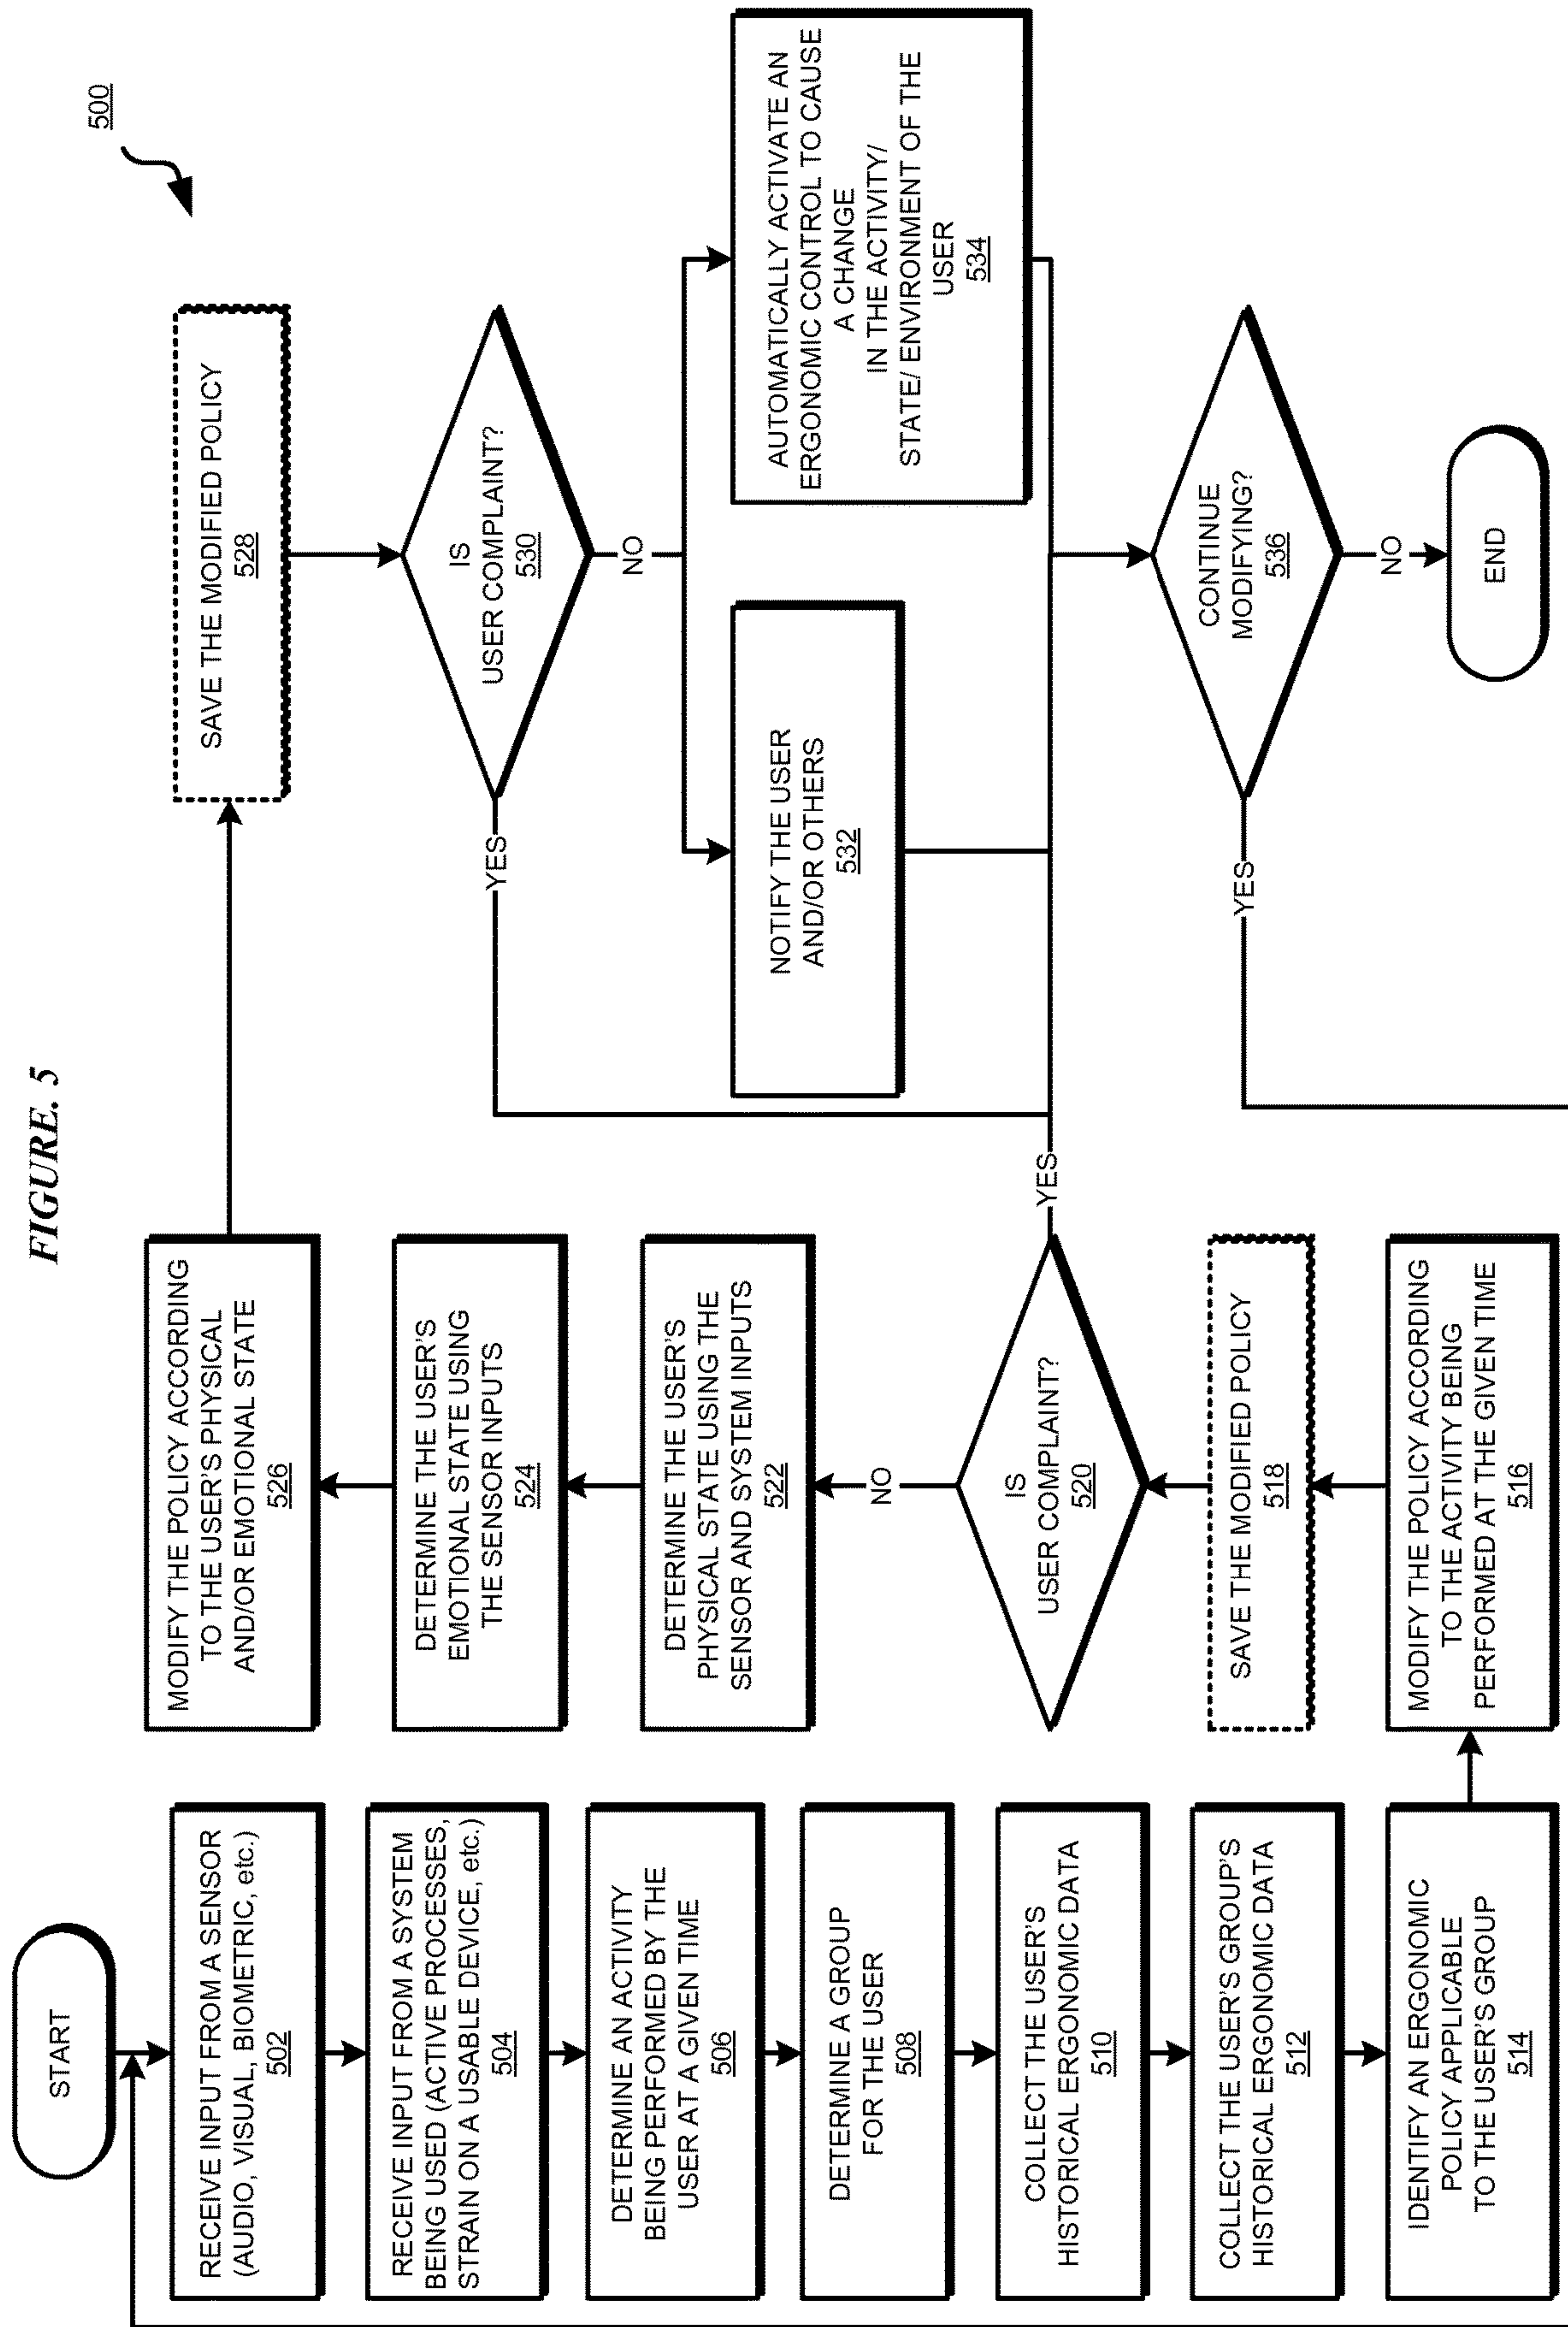 FIGURE. 5
500
START
RECEIVE INPUT FROM A SENSOR
(AUDIO, VISUAL, BIOMETRIC, etc.)
502
RECEIVE INPUT FROM A SYSTEM
BEING USED (ACTIVE PROCESSES,
STRAIN ON A USABLE DEVICE, etc.)
504
DETERMINE AN ACTIVITY
BEING PERFORMED BY THE
USER AT A GIVEN TIME
506
DETERMINE A GROUP
FOR THE USER
508
COLLECT THE USER'S
HISTORICAL ERGONOMIC DATA
510
COLLECT THE USER'S GROUP'S
HISTORICAL ERGONOMIC DATA
512
IDENTIFY AN ERGONOMIC
POLICY APPLICABLE
TO THE USER'S GROUP
514
MODIFY THE POLICY ACCORDING
TO THE ACTIVITY BEING
PERFORMED AT THE GIVEN TIME
516
SAVE THE MODIFIED POLICY
518
IS
USER COMPLAINT?
520
YES
NO
DETERMINE THE USER'S
PHYSICAL STATE USING THE
SENSOR AND SYSTEM INPUTS
522
DETERMINE THE USER'S
EMOTIONAL STATE USING
THE SENSOR INPUTS
524
MODIFY THE POLICY ACCORDING
TO THE USER'S PHYSICAL
AND/OR EMOTIONAL STATE
526
SAVE THE MODIFIED POLICY
528
IS
USER COMPLAINT?
530
YES
NO
NOTIFY THE USER
AND/OR OTHERS
532
AUTOMATICALLY ACTIVATE AN
ERGONOMIC CONTROL TO CAUSE
A CHANGE
IN THE ACTIVITY/
STATE/ ENVIRONMENT OF THE
USER
534
CONTINUE
MODIFYING?
536
YES
NO
END